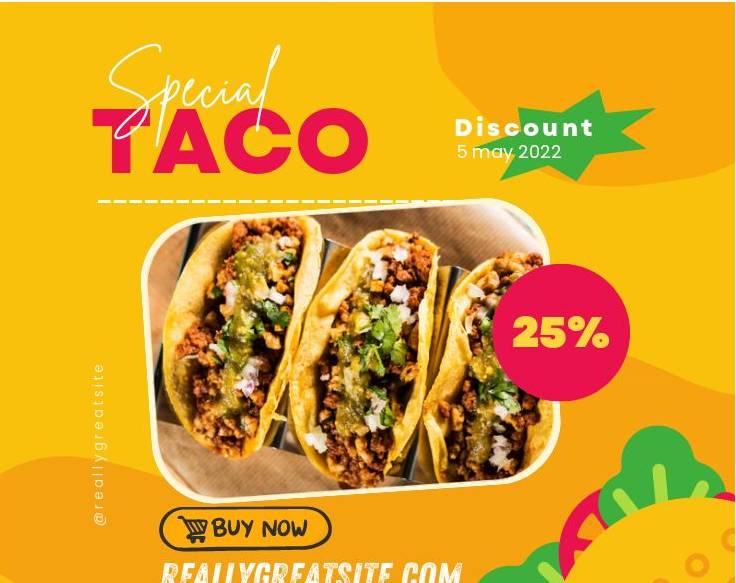 Special
TACO
Discount
5 may 2022
25%
@reallygreatsite
BUY NOW
REALLYGREATSITE.COM